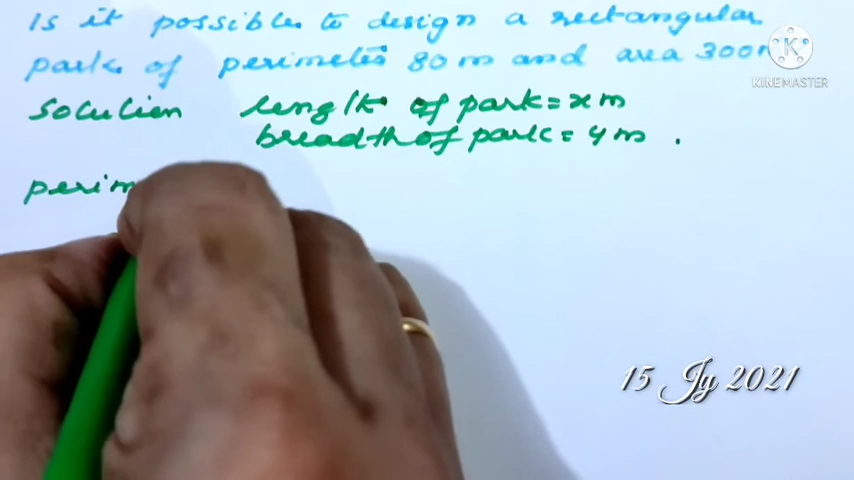 Is it possible to design a rectangular
park of perimeter 80 m and area 300
KINEMASTER
Solution length of park = x m
breadth of park = y m .
perim
15 Jy 2021